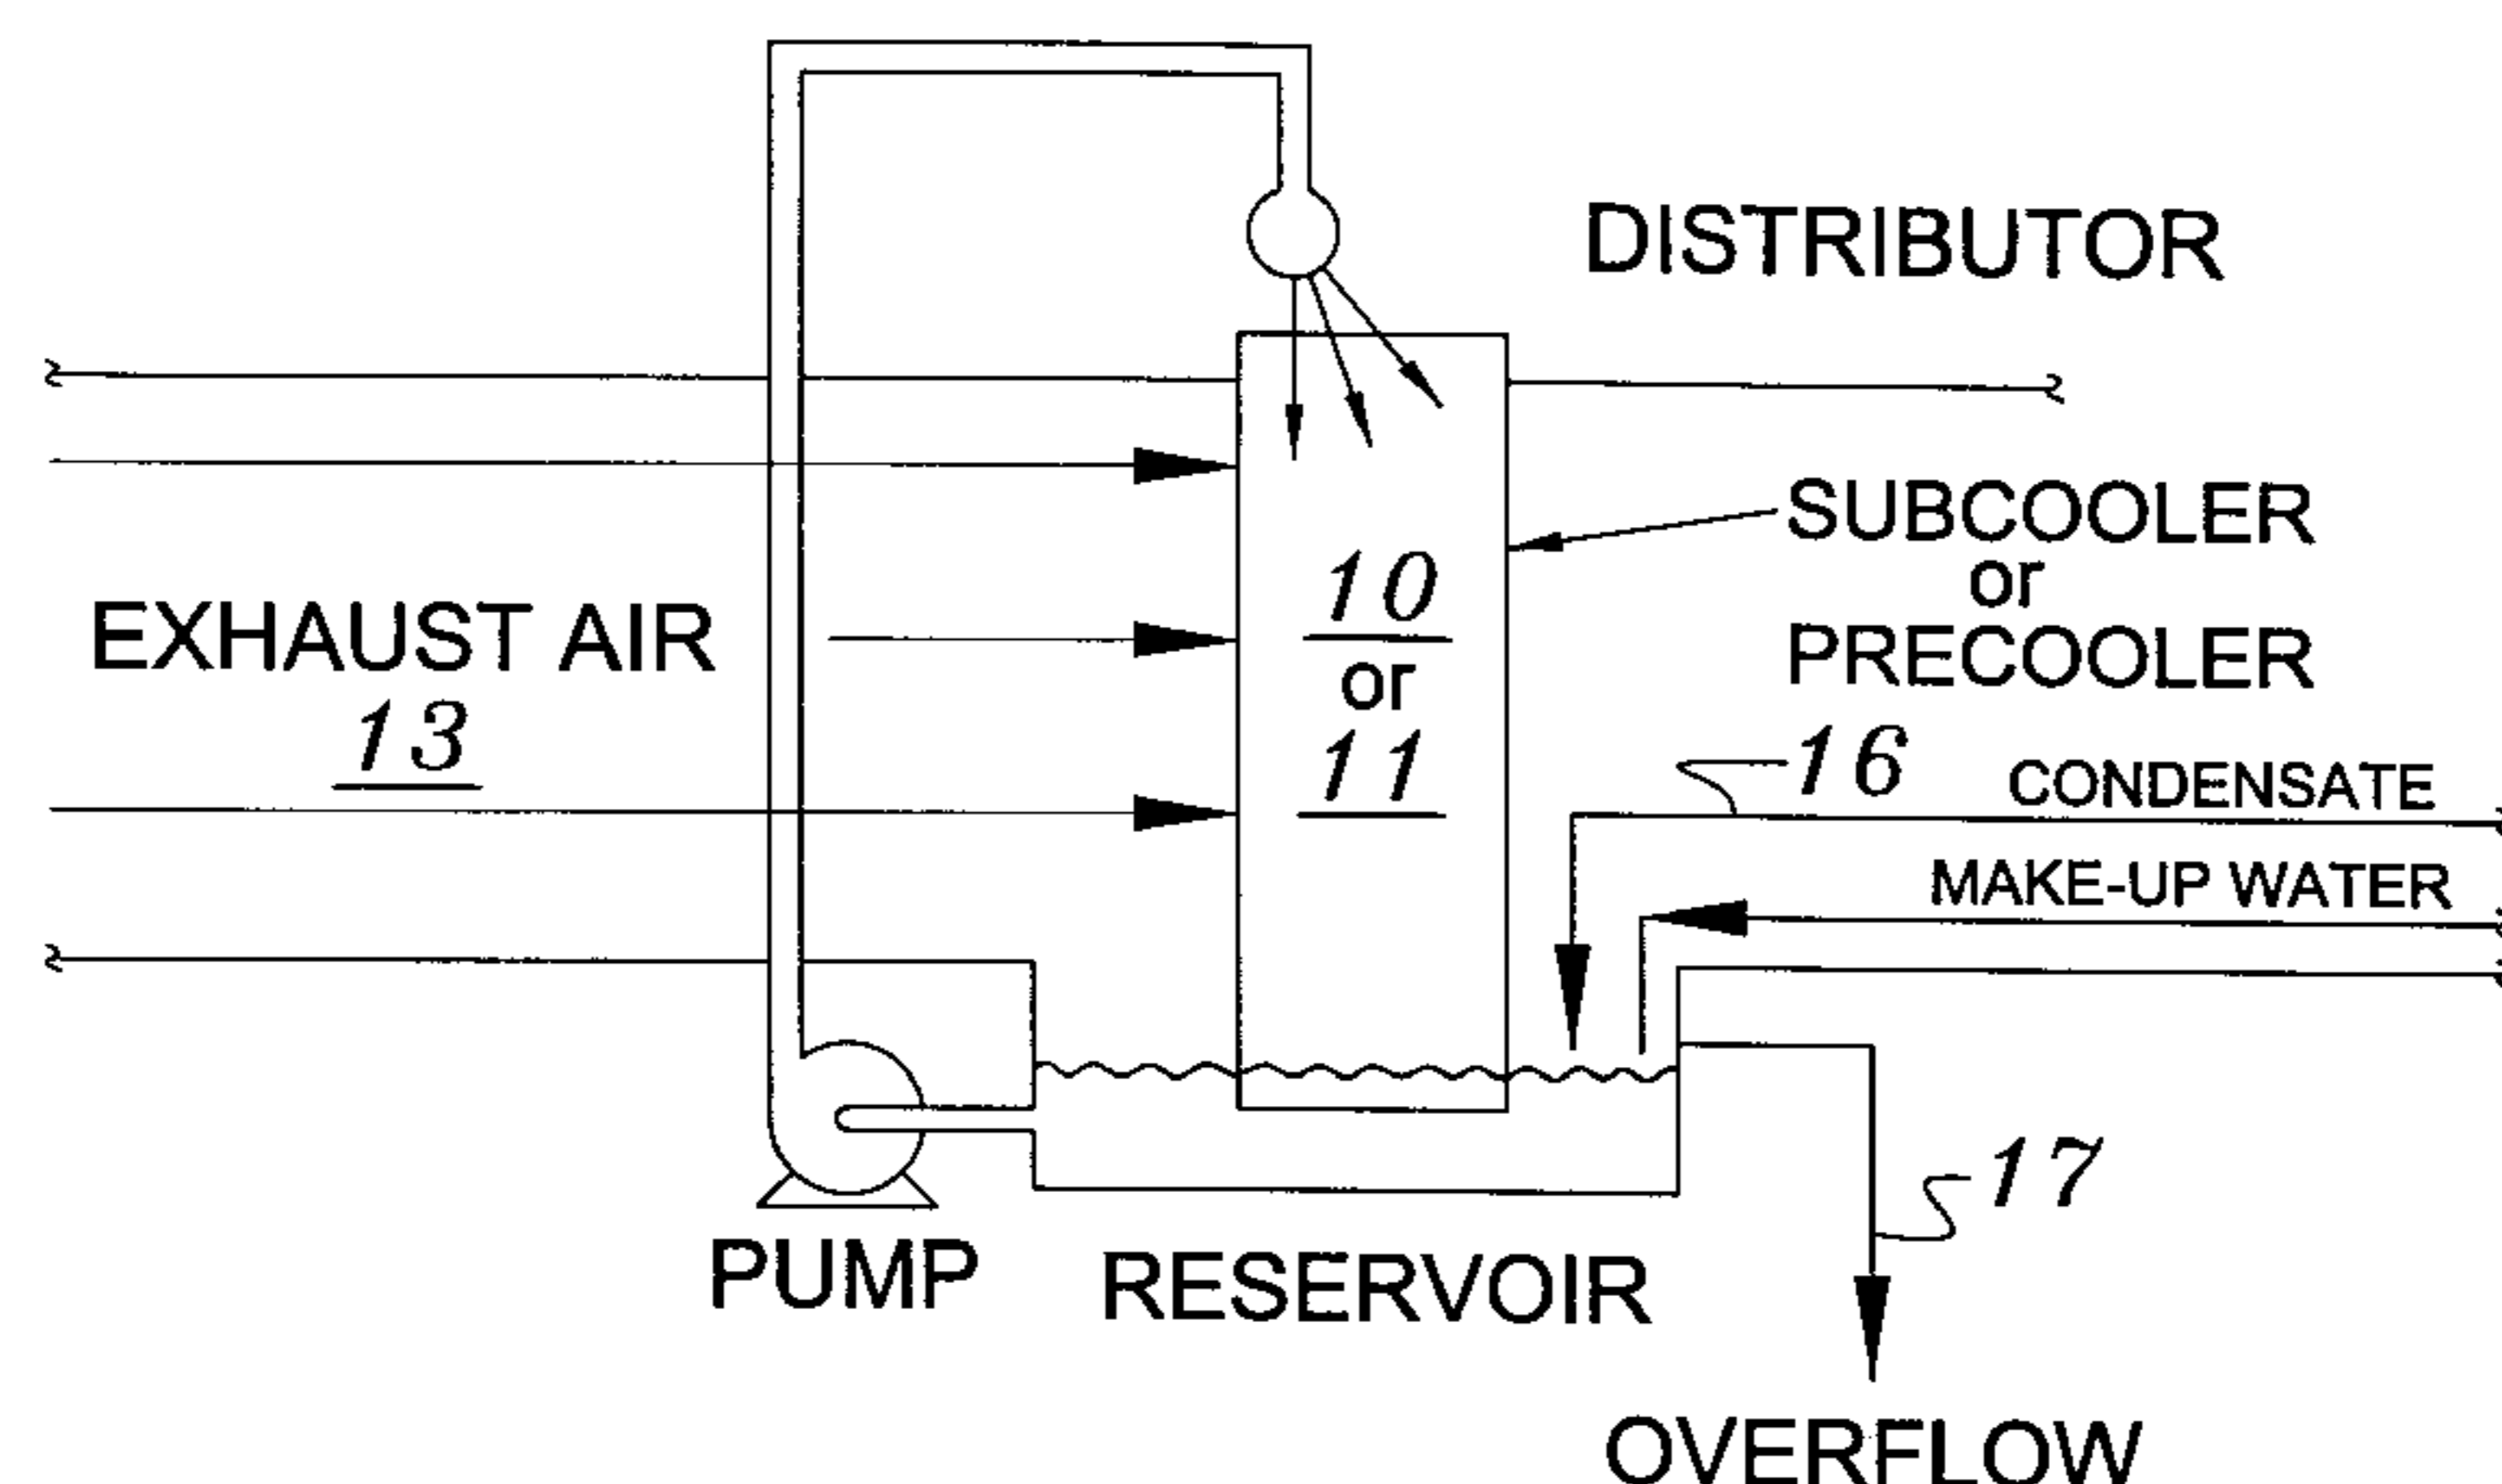 DISTRIBUTOR
SUBCOOLER
or
PRECOOLER
EXHAUST AIR
13
10
or
11
16
CONDENSATE
MAKE-UP WATER
17
PUMP
RESERVOIR
OVERFLOW